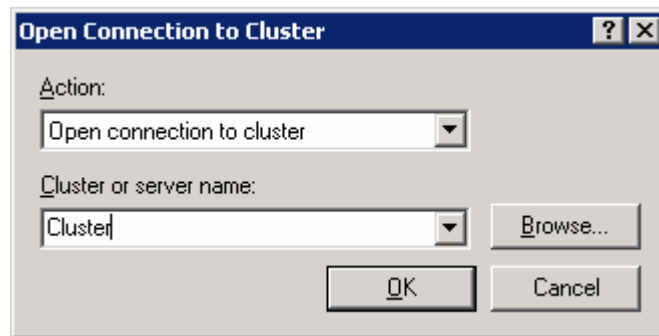 Open Connection to Cluster
Action:
Open connection to cluster
Cluster or server name:
Cluster
Browse...
OK
Cancel